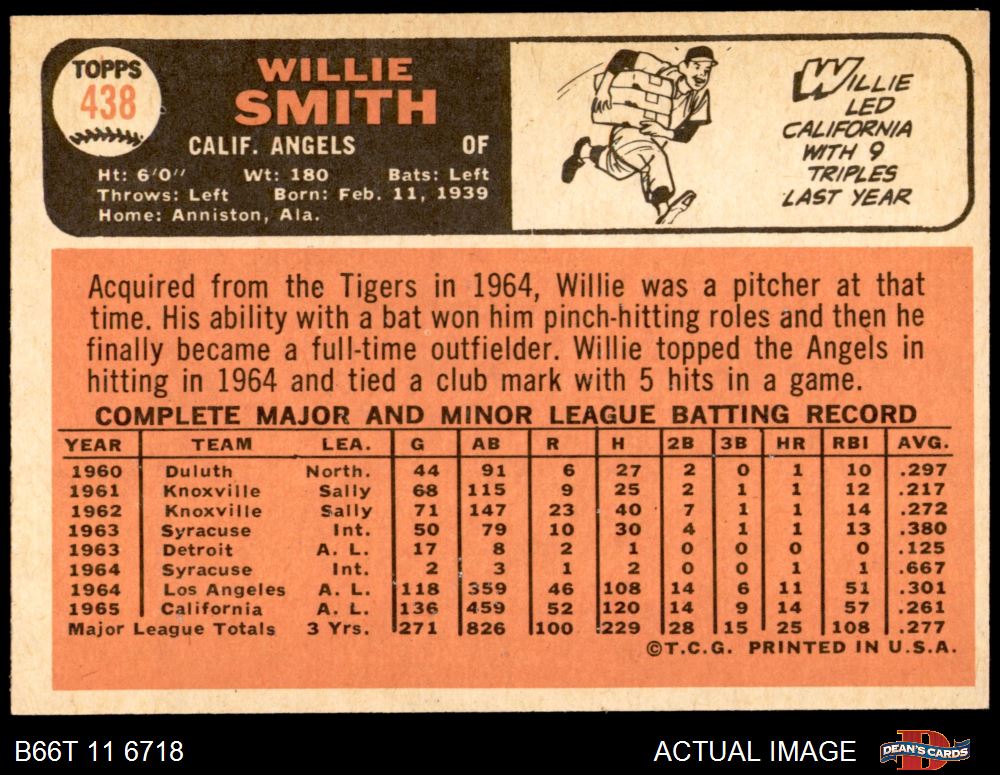 TOPPS
438
WILLIE
SMITH
CALIF. ANGELS OF
Ht: 6'0" Wt: 180 Bats: Left
Throws: Left Born: Feb. 11, 1939
Home: Anniston, Ala.
WILLIE
LED
CALIFORNIA
WITH 9
TRIPLES
LAST YEAR
Acquired from the Tigers in 1964, Willie was a pitcher at that
time. His ability with a bat won him pinch-hitting roles and then he
finally became a full-time outfielder. Willie topped the Angels in
hitting in 1964 and tied a club mark with 5 hits in a game.
COMPLETE MAJOR AND MINOR LEAGUE BATTING RECORD
YEAR TEAM LEA. G AB R H 2B 3B HR RBI AVG.
1960 Duluth North. 44 91 6 27 2 0 1 10 .297
1961 Knoxville Sally 68 115 9 25 2 1 1 12 .217
1962 Knoxville Sally 71 147 23 40 7 1 1 14 .272
1963 Syracuse Int. 50 79 10 30 4 1 1 13 .380
1963 Detroit A. L. 17 8 2 1 0 0 0 0 .125
1964 Syracuse Int. 2 3 1 2 0 0 1 1 .667
1964 Los Angeles A. L. 118 359 46 108 14 6 11 51 .301
1965 California A. L. 136 459 52 120 14 9 14 57 .261
Major League Totals 3 Yrs. 271 826 100 229 28 15 25 108 .277
©T.C.G. PRINTED IN U.S.A.
B66T 11 6718 ACTUAL IMAGE DEAN'S CARDS